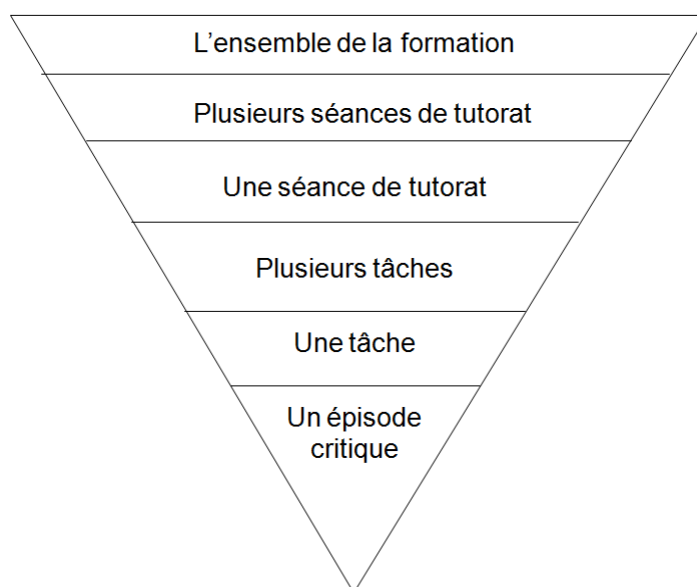 L’ensemble de la formation
Plusieurs séances de tutorat
Une séance de tutorat
Plusieurs tâches
Une tâche
Un épisode
critique